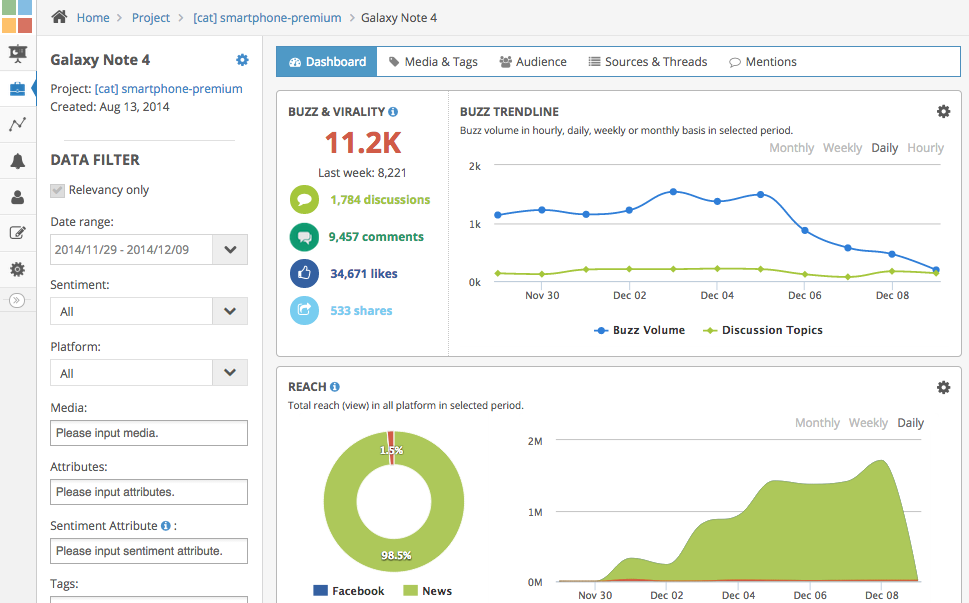 Home > Project > [cat] smartphone-premium > Galaxy Note 4
Galaxy Note 4
Project: [cat] smartphone-premium
Created: Aug 13, 2014
DATA FILTER
Relevancy only
Date range:
2014/11/29 - 2014/12/09
Sentiment:
All
Platform:
All
Media:
Please input media.
Attributes:
Please input attributes.
Sentiment Attribute :
Please input sentiment attribute.
Tags:
Dashboard Media & Tags Audience Sources & Threads Mentions
BUZZ & VIRALITY
11.2K
Last week: 8,221
1,784 discussions
9,457 comments
34,671 likes
533 shares
BUZZ TRENDLINE
Buzz volume in hourly, daily, weekly or monthly basis in selected period.
Monthly Weekly Daily Hourly
2k
1k
0k
Nov 30 Dec 02 Dec 04 Dec 06 Dec 08
Buzz Volume Discussion Topics
REACH
Total reach (view) in all platform in selected period.
1.5%
98.5%
Facebook News
Monthly Weekly Daily
2M
1M
0M
Nov 30 Dec 02 Dec 04 Dec 06 Dec 08